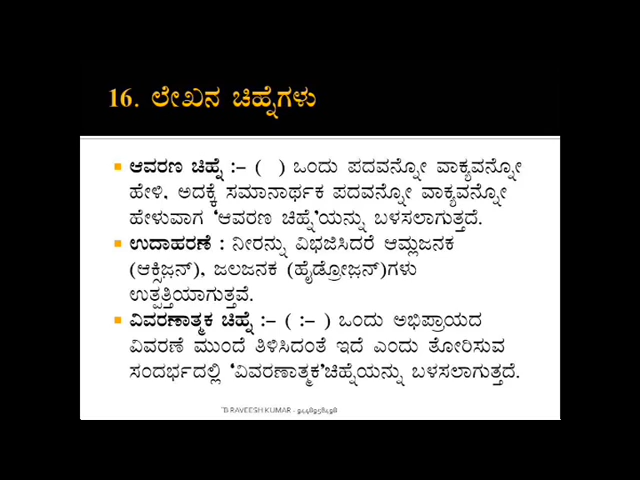 16. ಲೇಖನ ಚಿಹ್ನೆಗಳು
ಆವರಣ ಚಿಹ್ನೆ :– (   ) ಒಂದು ಪದವನ್ನೋ ವಾಕ್ಯವನ್ನೋ
ಹೇಳಿ, ಅದಕ್ಕೆ ಸಮಾನಾರ್ಥಕ ಪದವನ್ನೋ ವಾಕ್ಯವನ್ನೋ
ಹೇಳುವಾಗ ‘ಆವರಣ ಚಿಹ್ನೆ’ಯನ್ನು ಬಳಸಲಾಗುತ್ತದೆ.
ಉದಾಹರಣೆ : ನೀರನ್ನು ವಿಭಜಿಸಿದರೆ ಆಮ್ಲಜನಕ
(ಆಕ್ಸಿಜ಼ನ್), ಜಲಜನಕ (ಹೈಡ್ರೋಜ಼ನ್)ಗಳು
ಉತ್ಪತ್ತಿಯಾಗುತ್ತವೆ.
ವಿವರಣಾತ್ಮಕ ಚಿಹ್ನೆ :– ( :– ) ಒಂದು ಅಭಿಪ್ರಾಯದ
ವಿವರಣೆ ಮುಂದೆ ತಿಳಿಸಿದಂತೆ ಇದೆ ಎಂದು ತೋರಿಸುವ
ಸಂದರ್ಭದಲ್ಲಿ ‘ವಿವರಣಾತ್ಮಕ’ಚಿಹ್ನೆಯನ್ನು ಬಳಸಲಾಗುತ್ತದೆ.
B RAVEESH KUMAR - 9448958498